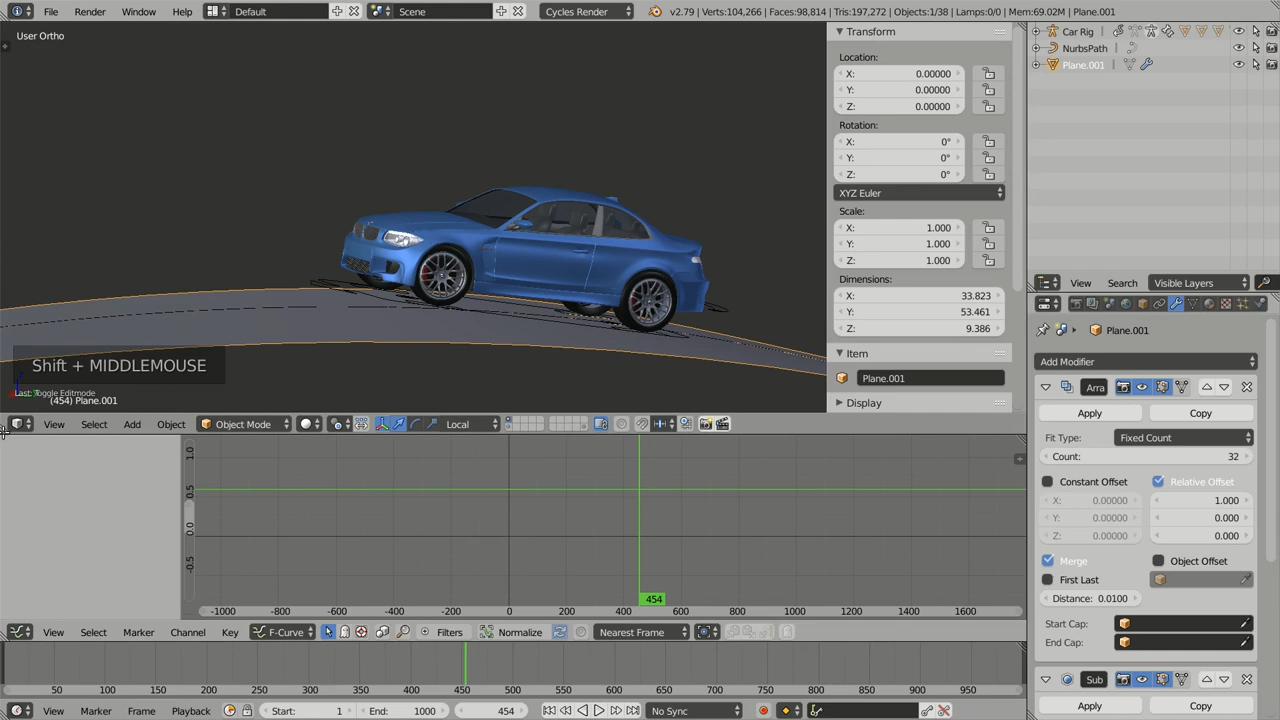 File Render Window Help Default Scene Cycles Render v2.79 | Verts:104,266 | Faces:98,814 | Tris:197,272 | Objects:1/38 | Lamps:0/0 | Mem:69.02M | Plane.001
User Ortho
Transform
Location:
X: 0.00000
Y: 0.00000
Z: 0.00000
Rotation:
X: 0°
Y: 0°
Z: 0°
XYZ Euler
Scale:
X: 1.000
Y: 1.000
Z: 1.000
Dimensions:
X: 33.823
Y: 53.461
Z: 9.386
Item
Plane.001
Display
Shift + MIDDLEMOUSE
Last: Toggle Editmode
(454) Plane.001
View Select Add Object Object Mode Local
Car Rig
NurbsPath
Plane.001
View Search Visible Layers
Plane.001
Add Modifier
Arra
Apply Copy
Fit Type: Fixed Count
Count: 32
Constant Offset Relative Offset
X: 0.00000 1.000
Y: 0.00000 0.000
Z: 0.00000 0.000
Merge Object Offset
First Last
Distance: 0.0100
Start Cap:
End Cap:
Sub
Apply Copy
1.0
0.5
0.0
-0.5
454
-1000 -800 -600 -400 -200 0 200 400 600 800 1000 1200 1400 1600
View Select Marker Channel Key F-Curve Filters Normalize Nearest Frame
50 100 150 200 250 300 350 400 450 500 550 600 650 700 750 800 850 900 950
View Marker Frame Playback Start: 1 End: 1000 454 No Sync